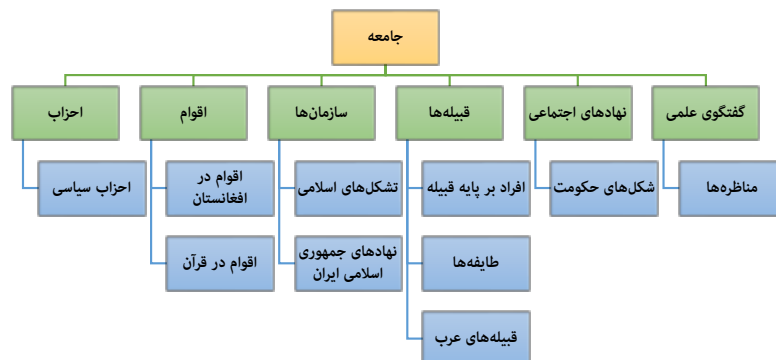 جامعه
گفتگوی علمی
نهادهای اجتماعی
قبیله‌ها
سازمان‌ها
اقوام
احزاب
مناظره‌ها
شکل‌های حکومت
افراد بر پایه قبیله
تشکل‌های اسلامی
اقوام در
افغانستان
احزاب سیاسی
طایفه‌ها
نهادهای جمهوری
اسلامی ایران
اقوام در قرآن
قبیله‌های عرب